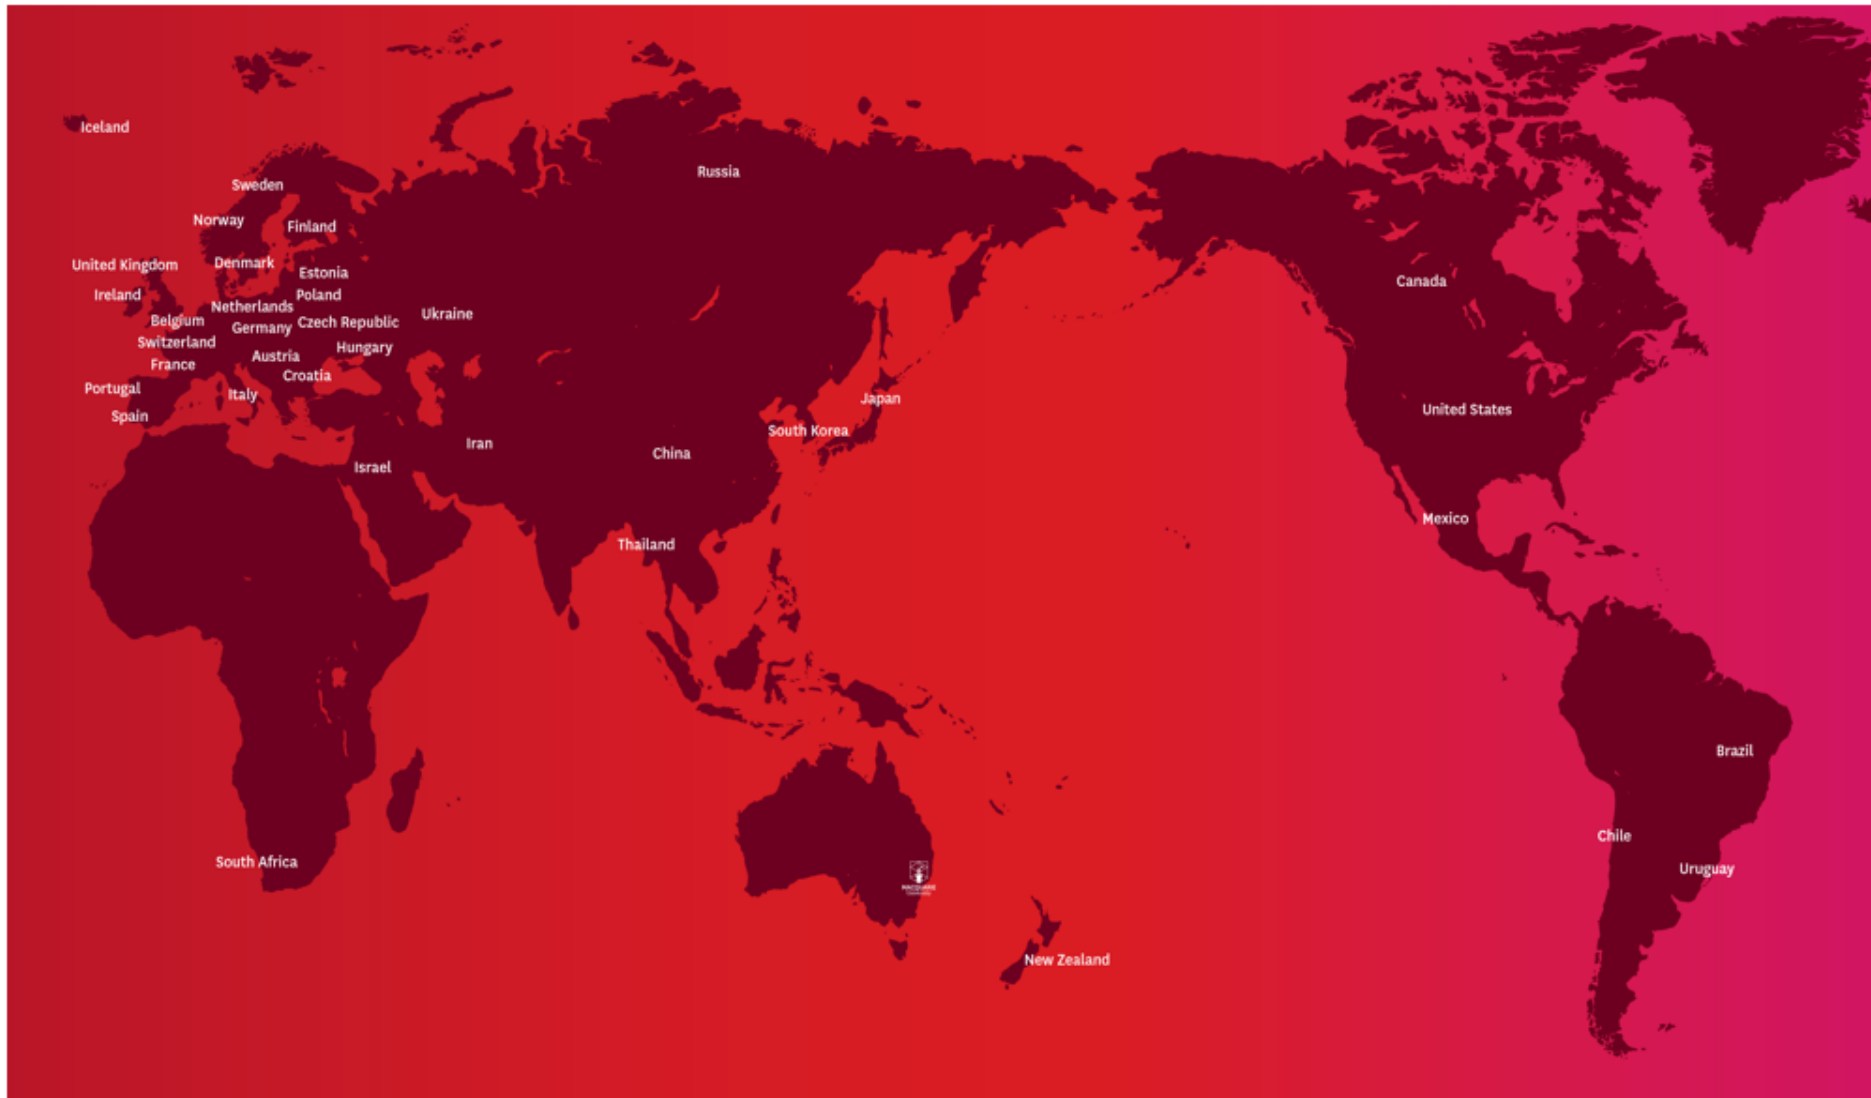 Iceland
Russia
Sweden
Norway
Finland
United Kingdom
Denmark
Estonia
Canada
Ireland
Poland
Netherlands
Ukraine
Belgium
Czech Republic
Germany
Switzerland
Hungary
Austria
France
Croatia
Portugal
Italy
Japan
United States
Spain
South Korea
Iran
China
Israel
Mexico
Thailand
Brazil
Chile
South Africa
Uruguay
MACQUARIE
New Zealand